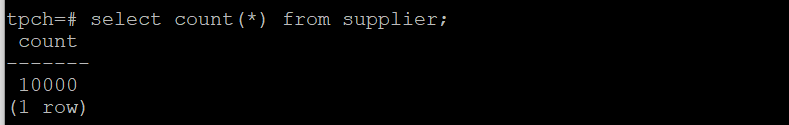 tpch=# select count(*) from supplier;
count
-------
10000
(1 row)